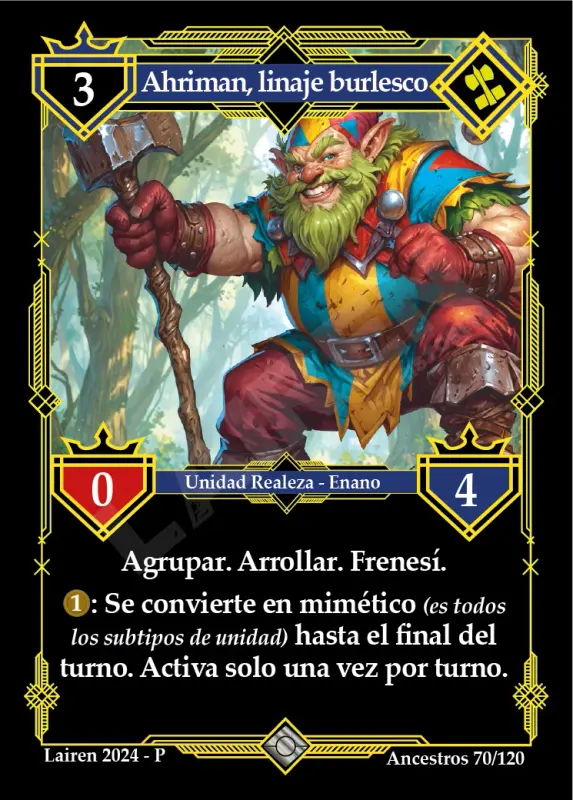 3
Ahriman, linaje burlesco
0
Unidad Realeza - Enano
4
Agrupar. Arrollar. Frenesí.
1: Se convierte en mimético (es todos
los subtipos de unidad) hasta el final del
turno. Activa solo una vez por turno.
Lairen 2024 - P
Ancestros 70/120